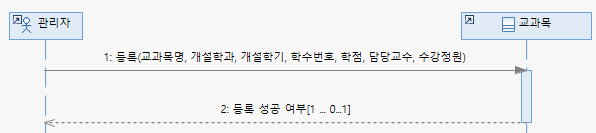 관리자
교과목
1: 등록(교과목명, 개설학과, 개설학기, 학수번호, 학점, 담당교수, 수강정원)
2: 등록 성공 여부[1 ... 0...1]